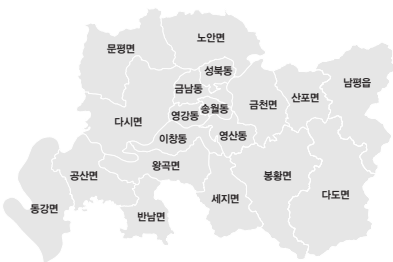 노안면
문평면
성북동
남평읍
금남동
산포면
금천면
송월동
영강동
다시면
영산동
이창동
왕곡면
공산면
봉황면
다도면
세지면
동강면
반남면